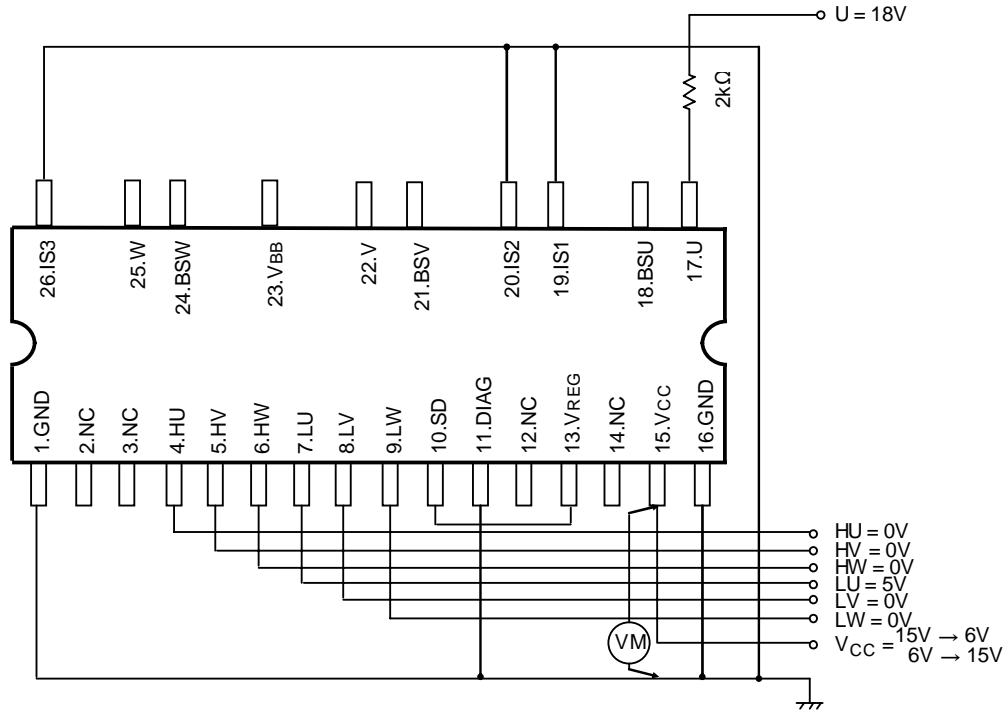 U = 18V
2kΩ
26.IS3
25.W
24.BSW
23.VBB
22.V
21.BSV
20.IS2
19.IS1
18.BSU
17.U
1.GND
2.NC
3.NC
4.HU
5.HV
6.HW
7.LU
8.LV
9.LW
10.SD
11.DIAG
12.NC
13.VREG
14.NC
15.VCC
16.GND
HU = 0V
HV = 0V
HW = 0V
LU = 5V
LV = 0V
LW = 0V
VM
VCC = 15V → 6V
6V → 15V